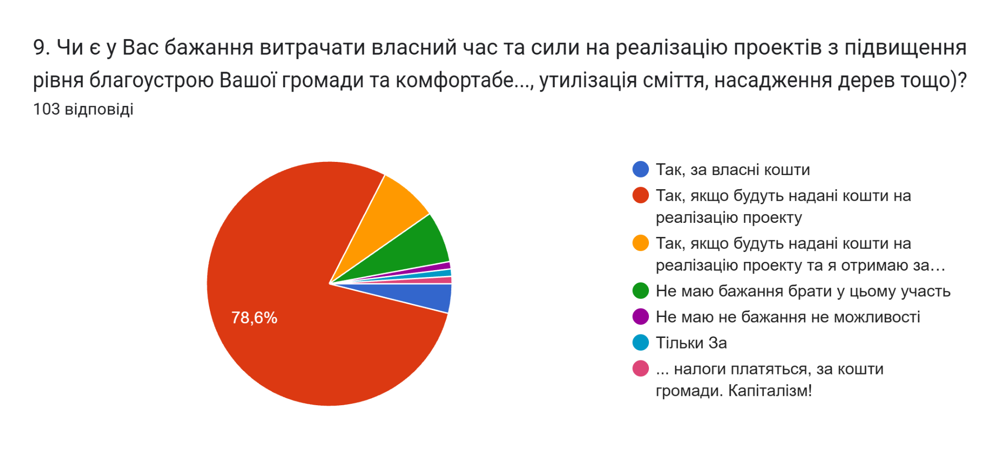 9. Чи є у Вас бажання витрачати власний час та сили на реалізацію проектів з підвищення
рівня благоустрою Вашої громади та комфортабе..., утилізація сміття, насадження дерев тощо)?
103 відповіді
78,6%
Так, за власні кошти
Так, якщо будуть надані кошти на
реалізацію проекту
Так, якщо будуть надані кошти на
реалізацію проекту та я отримаю за...
Не маю бажання брати у цьому участь
Не маю не бажання не можливості
Тільки За
... налоги платяться, за кошти
громади. Капіталізм!